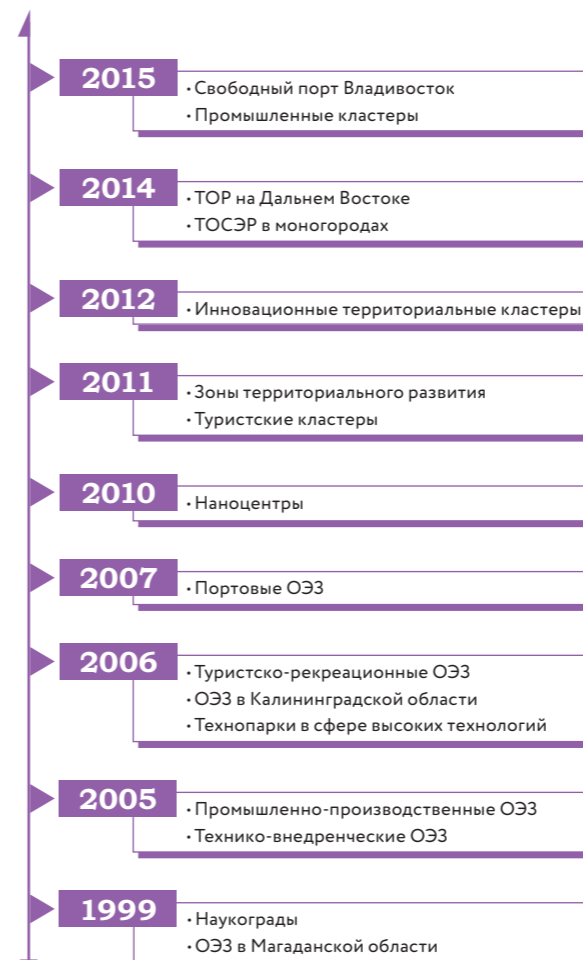 2015
• Свободный порт Владивосток
• Промышленные кластеры
2014
• ТОР на Дальнем Востоке
• ТОСЭР в моногородах
2012
• Инновационные территориальные кластеры
2011
• Зоны территориального развития
• Туристские кластеры
2010
• Наноцентры
2007
• Портовые ОЭЗ
2006
• Туристско-рекреационные ОЭЗ
• ОЭЗ в Калининградской области
• Технопарки в сфере высоких технологий
2005
• Промышленно-производственные ОЭЗ
• Технико-внедренческие ОЭЗ
1999
• Наукограды
• ОЭЗ в Магаданской области